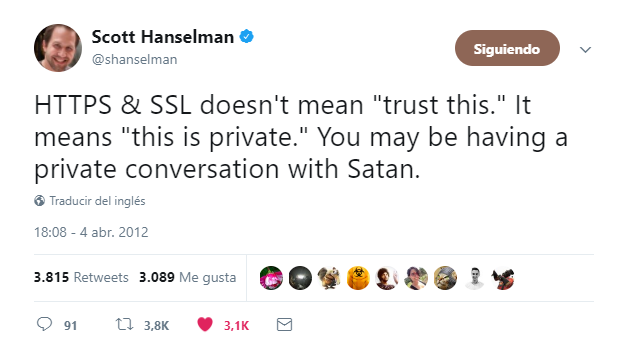 Scott Hanselman
@shanselman
Siguiendo
HTTPS & SSL doesn't mean "trust this." It
means "this is private." You may be having a
private conversation with Satan.
Traducir del inglés
18:08 - 4 abr. 2012
3.815 Retweets 3.089 Me gusta
91 3,8K 3,1K